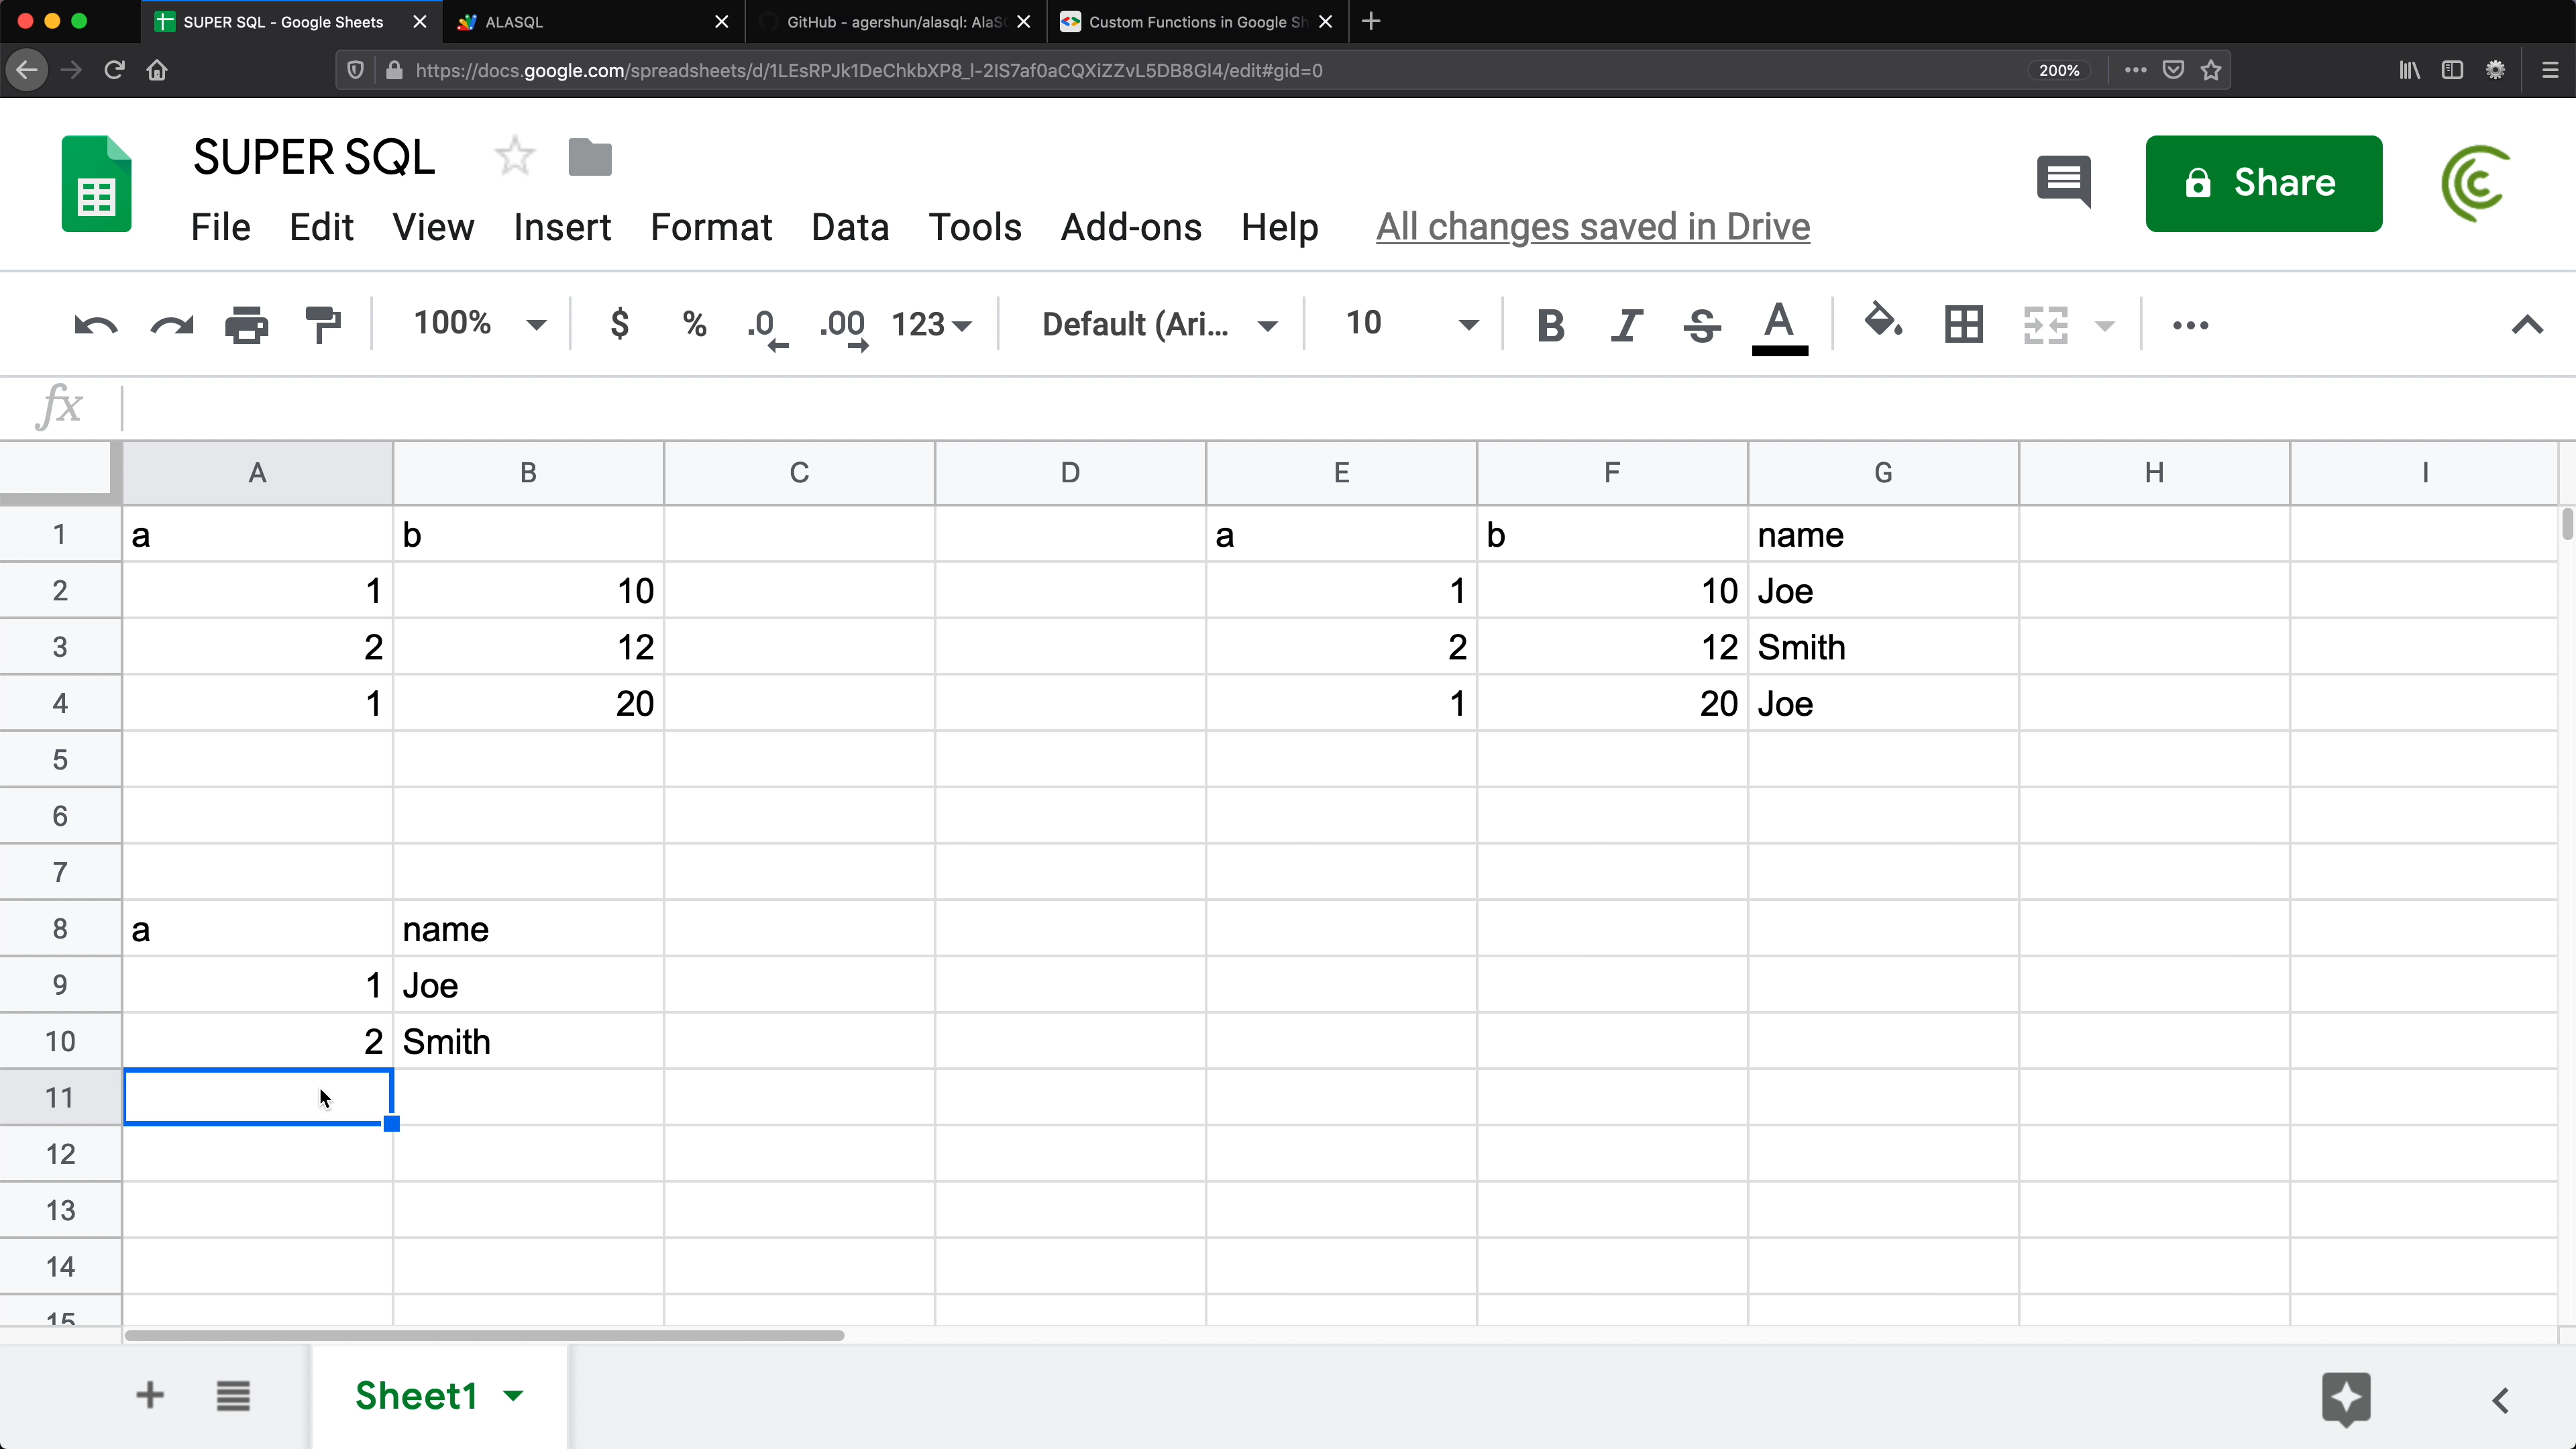 SUPER SQL - Google Sheets
ALASQL
GitHub - agershun/alasql: AlaS
Custom Functions in Google Sh
https://docs.google.com/spreadsheets/d/1LEsRPJk1DeChkbXP8_l-2IS7af0aCQXiZZvL5DB8Gl4/edit#gid=0
200%
SUPER SQL
File Edit View Insert Format Data Tools Add-ons Help All changes saved in Drive
Share
100% $ % .0 .00 123 Default (Ari... 10 B I S A
fx
A B C D E F G H I
1 a b a b name
2 1 10 1 10 Joe
3 2 12 2 12 Smith
4 1 20 1 20 Joe
5
6
7
8 a name
9 1 Joe
10 2 Smith
11
12
13
14
15
Sheet1